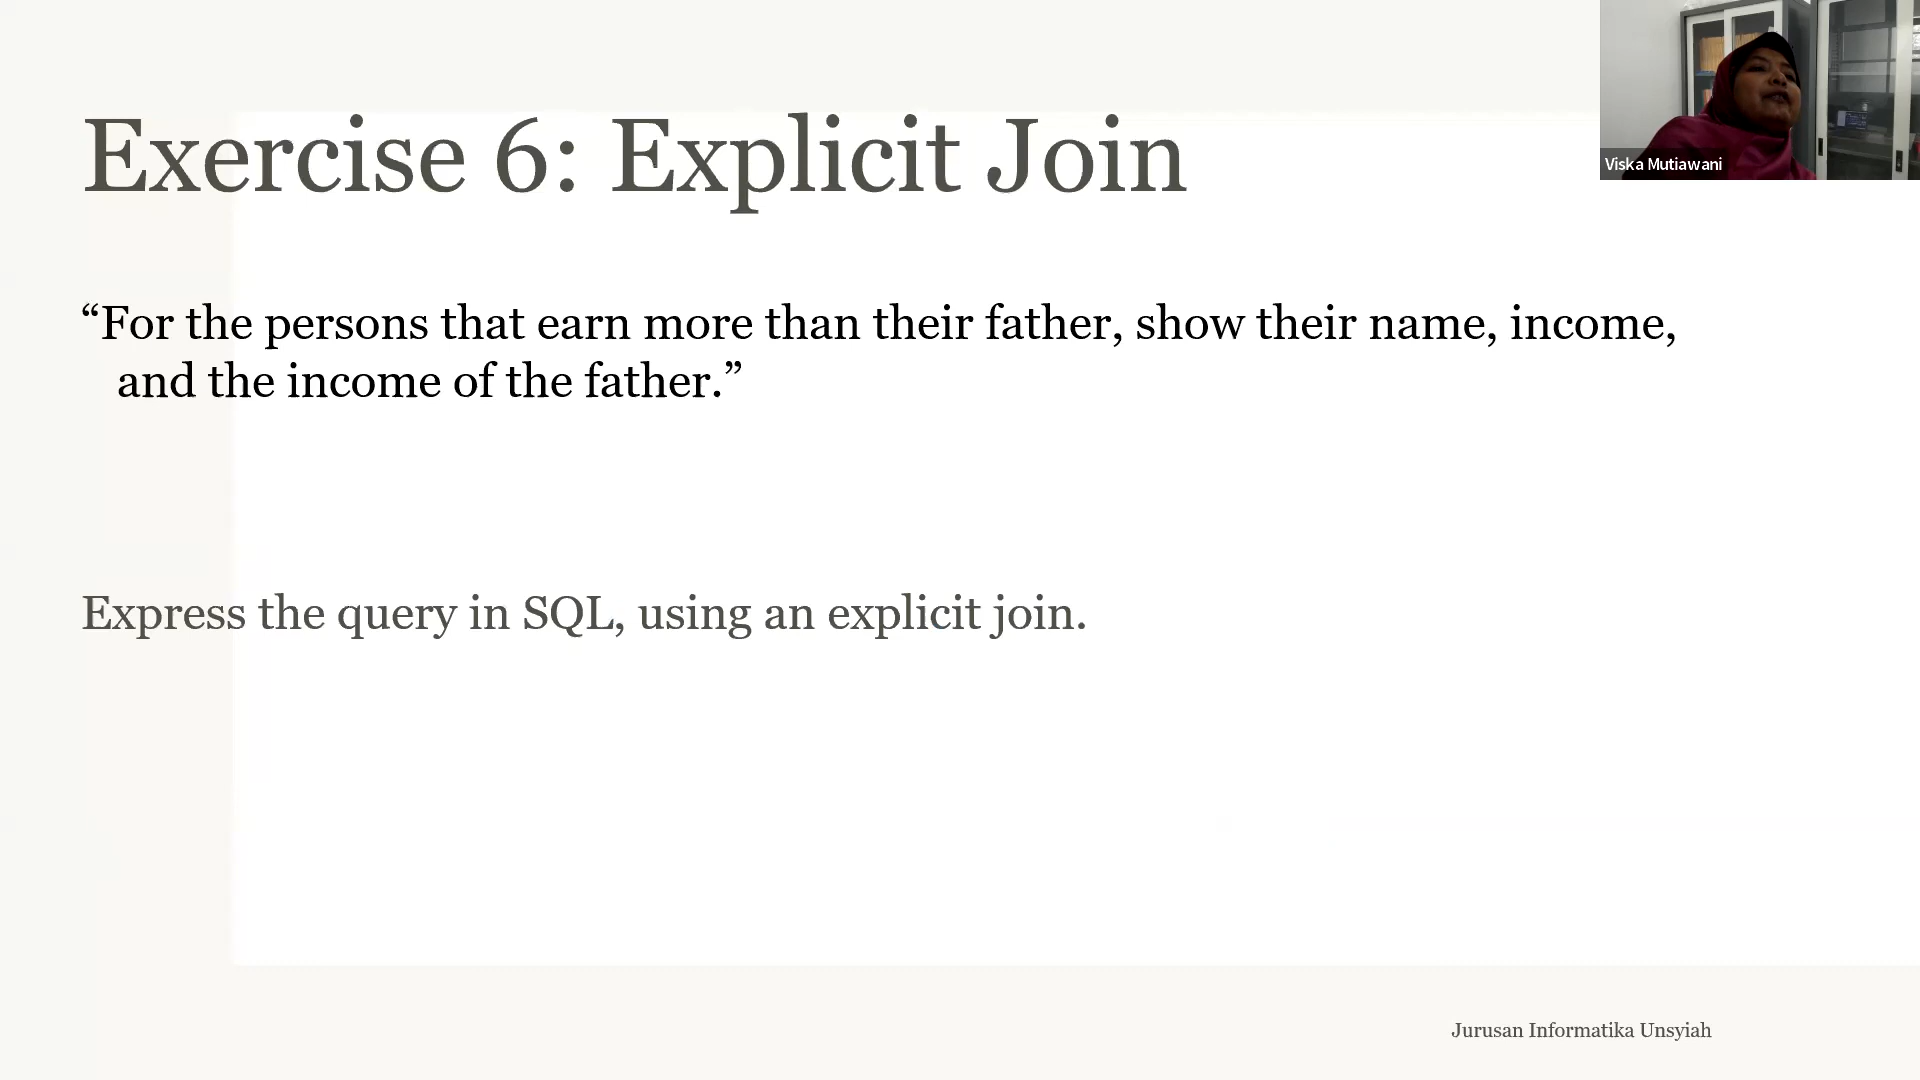 Exercise 6: Explicit Join
Viska Mutiawani
“For the persons that earn more than their father, show their name, income,
and the income of the father.”
Express the query in SQL, using an explicit join.
Jurusan Informatika Unsyiah